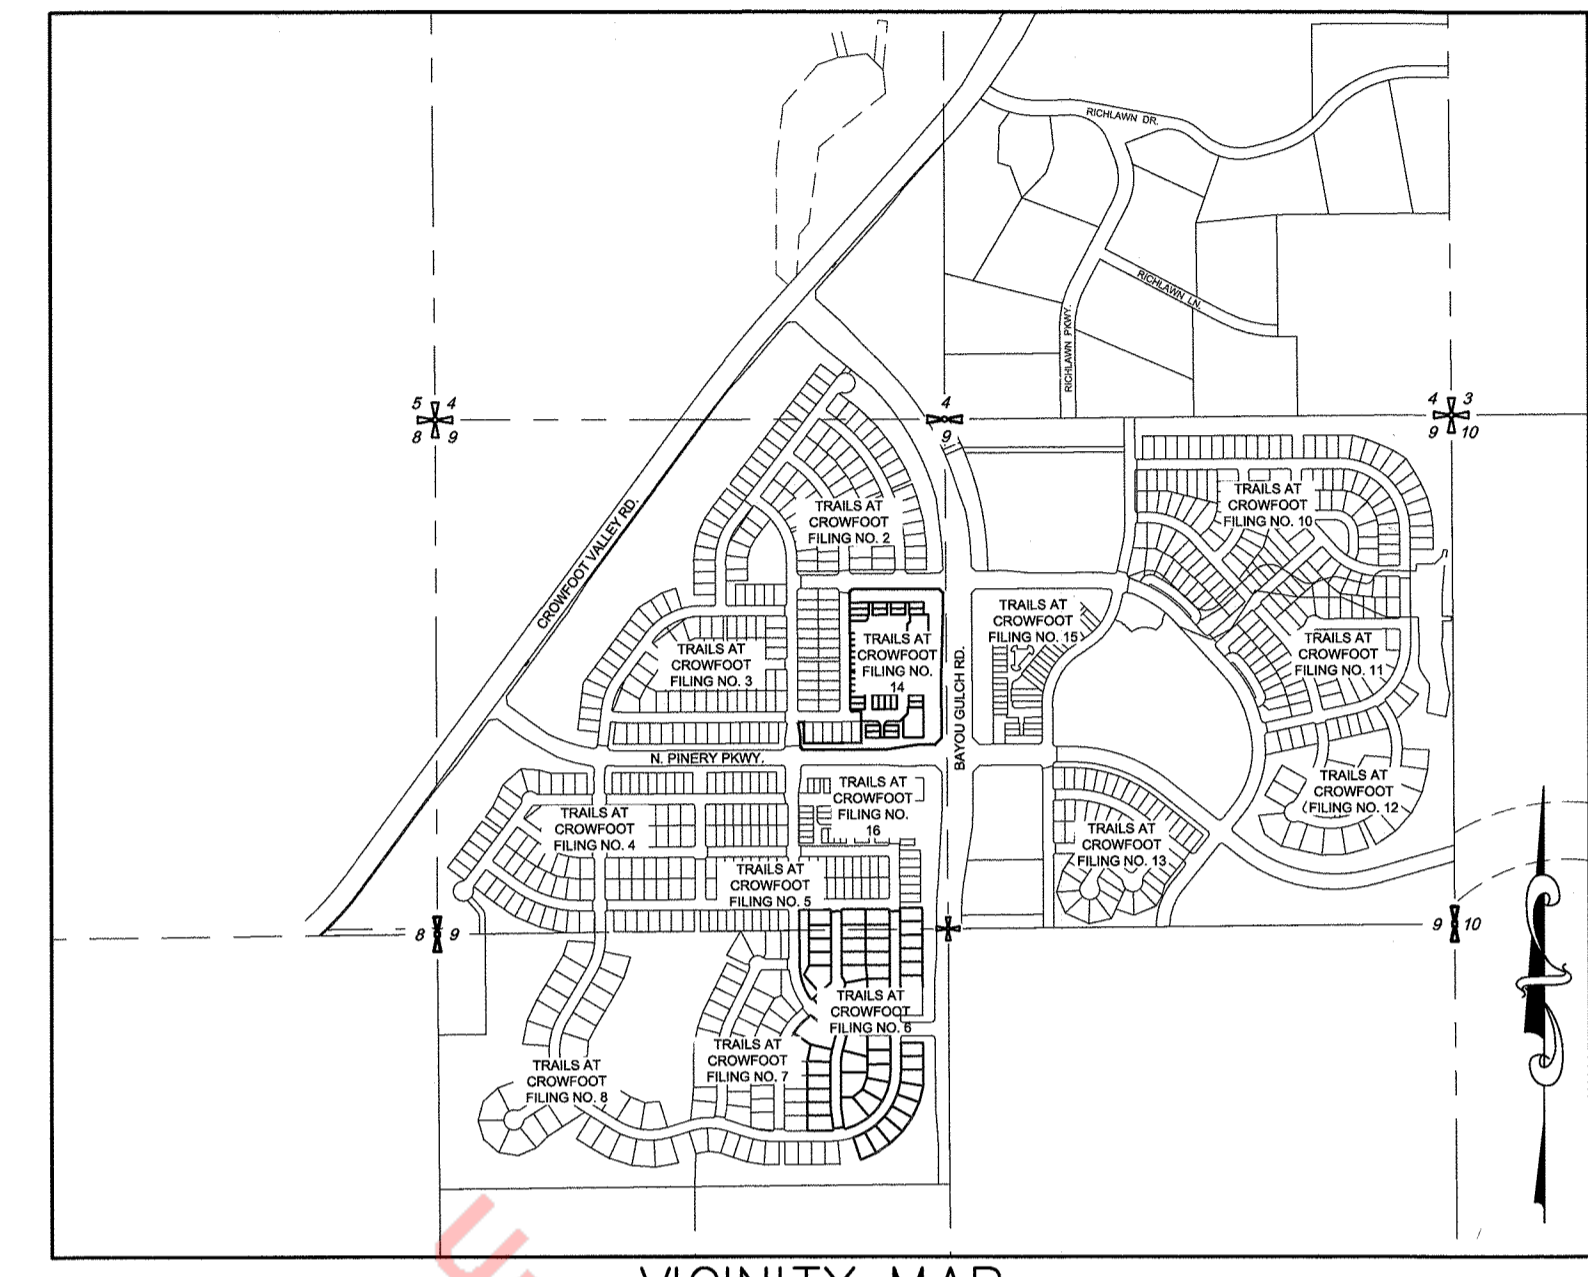 RICHLAWN DR.
RICHLAWN LN.
RICHLAWN PKWY.
5 4
8 9
4
9
4 3
9 10
CROWFOOT VALLEY RD.
TRAILS AT
CROWFOOT
FILING NO. 2
TRAILS AT
CROWFOOT
FILING NO. 10
TRAILS AT
CROWFOOT
FILING NO. 15
TRAILS AT
CROWFOOT
FILING NO.
14
TRAILS AT
CROWFOOT
FILING NO. 11
TRAILS AT
CROWFOOT
FILING NO. 3
BAYOU GULCH RD.
N. PINERY PKWY.
TRAILS AT
CROWFOOT
FILING NO. 12
TRAILS AT
CROWFOOT
FILING NO.
16
TRAILS AT
CROWFOOT
FILING NO. 4
TRAILS AT
CROWFOOT
FILING NO. 13
TRAILS AT
CROWFOOT
FILING NO. 5
8 9
9 10
TRAILS AT
CROWFOOT
FILING NO. 6
TRAILS AT
CROWFOOT
FILING NO. 7
TRAILS AT
CROWFOOT
FILING NO. 8
VICINITY MAP